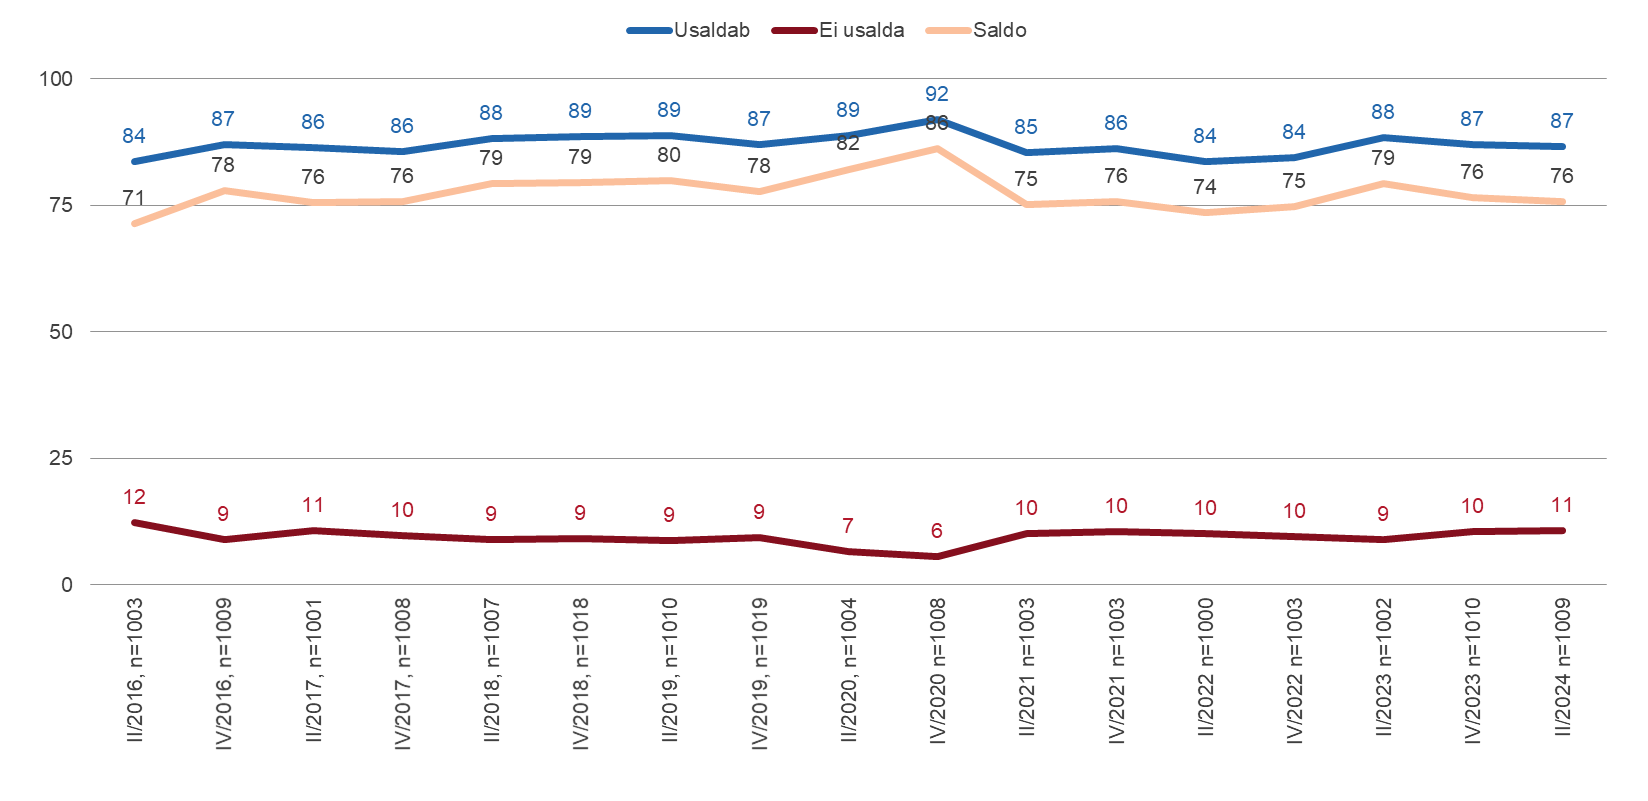 Usaldab Ei usalda Saldo
100
75
50
25
0
84 87 86 86 88 89 89 87 89 92 85 86 84 84 88 87 87
71 78 76 76 79 79 80 78 82 86 75 76 74 75 79 76 76
12 9 11 10 9 9 9 9 7 6 10 10 10 10 9 10 11
II/2016, n=1003
IV/2016, n=1009
II/2017, n=1001
IV/2017, n=1008
II/2018, n=1007
IV/2018, n=1018
II/2019, n=1010
IV/2019, n=1019
II/2020, n=1004
IV/2020 n=1008
II/2021 n=1003
IV/2021 n=1003
II/2022 n=1000
IV/2022 n=1003
II/2023 n=1002
IV/2023 n=1010
II/2024 n=1009